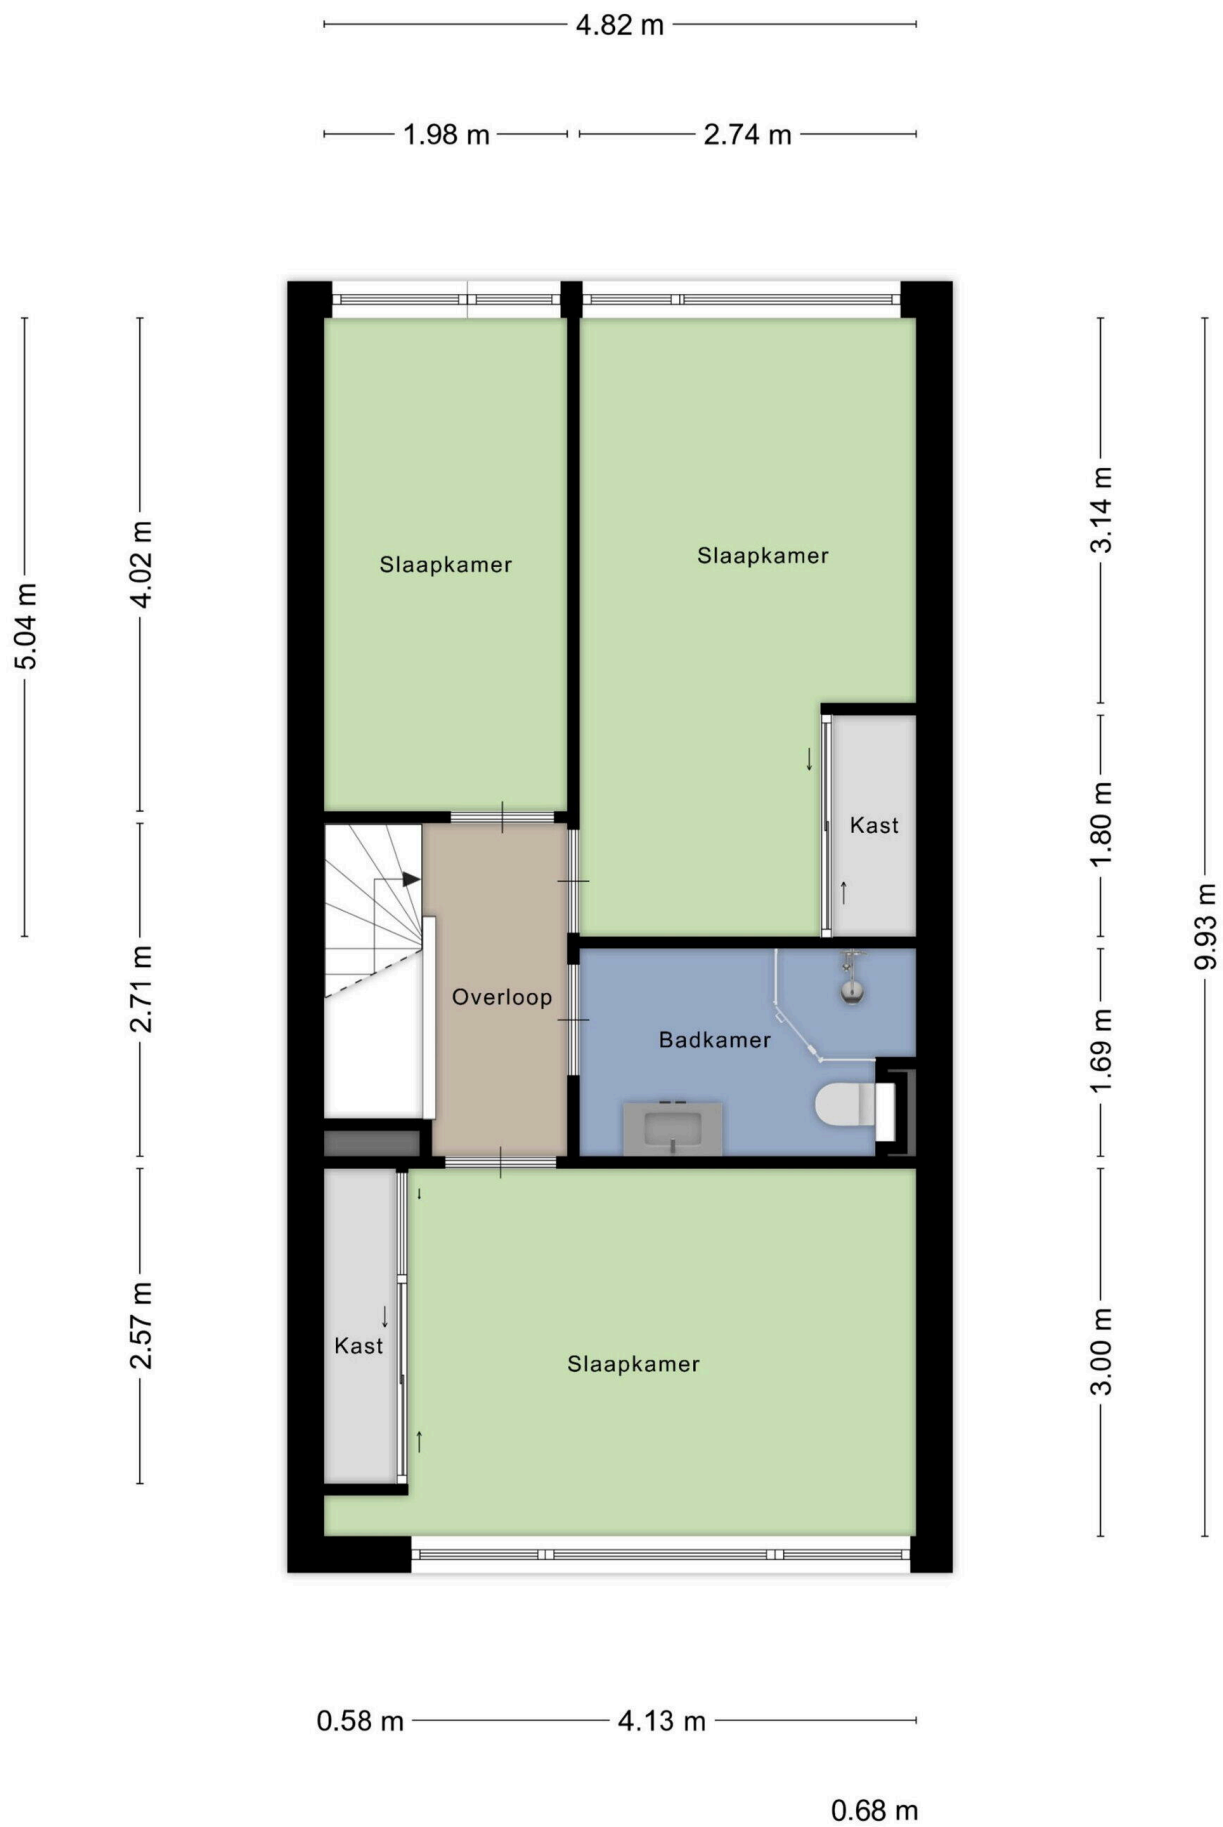 4.82 m
1.98 m
2.74 m
3.14 m
4.02 m
Slaapkamer
Slaapkamer
5.04 m
1.80 m
Kast
9.93 m
2.71 m
Overloop
Badkamer
1.69 m
2.57 m
Kast
Slaapkamer
3.00 m
0.58 m
4.13 m
0.68 m